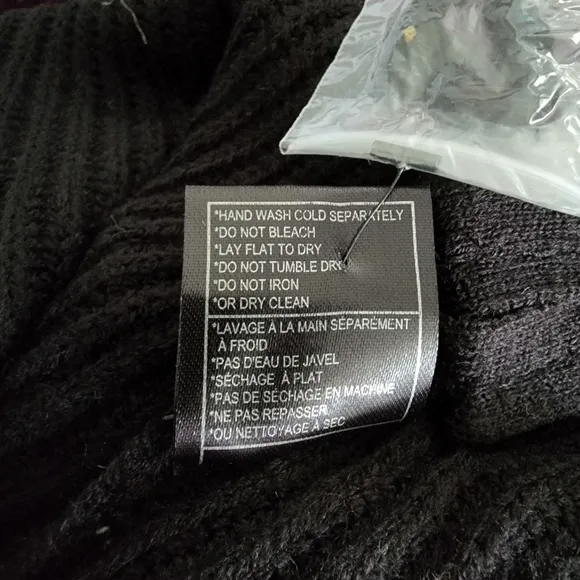 *HAND WASH COLD SEPARATELY
*DO NOT BLEACH
*LAY FLAT TO DRY
*DO NOT TUMBLE DRY
*DO NOT IRON
*OR DRY CLEAN
*LAVAGE À LA MAIN SÉPARÉMENT
À FROID
*PAS D'EAU DE JAVEL
*SÉCHAGE À PLAT
*PAS DE SÉCHAGE EN MACHINE
*NE PAS REPASSER
*OU NETTOYAGE À SEC